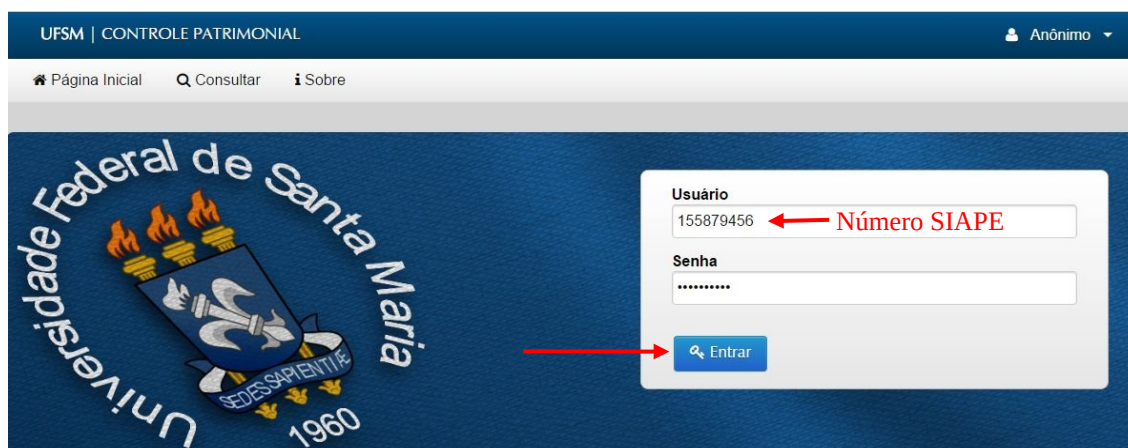 UFSM | CONTROLE PATRIMONIAL
Anônimo
Página Inicial
Consultar
Sobre
Universidade Federal de Santa Maria
SEDES SAPIENTIÆ
1960
Usuário
155879456
Número SIAPE
Senha
••••••••••
Entrar